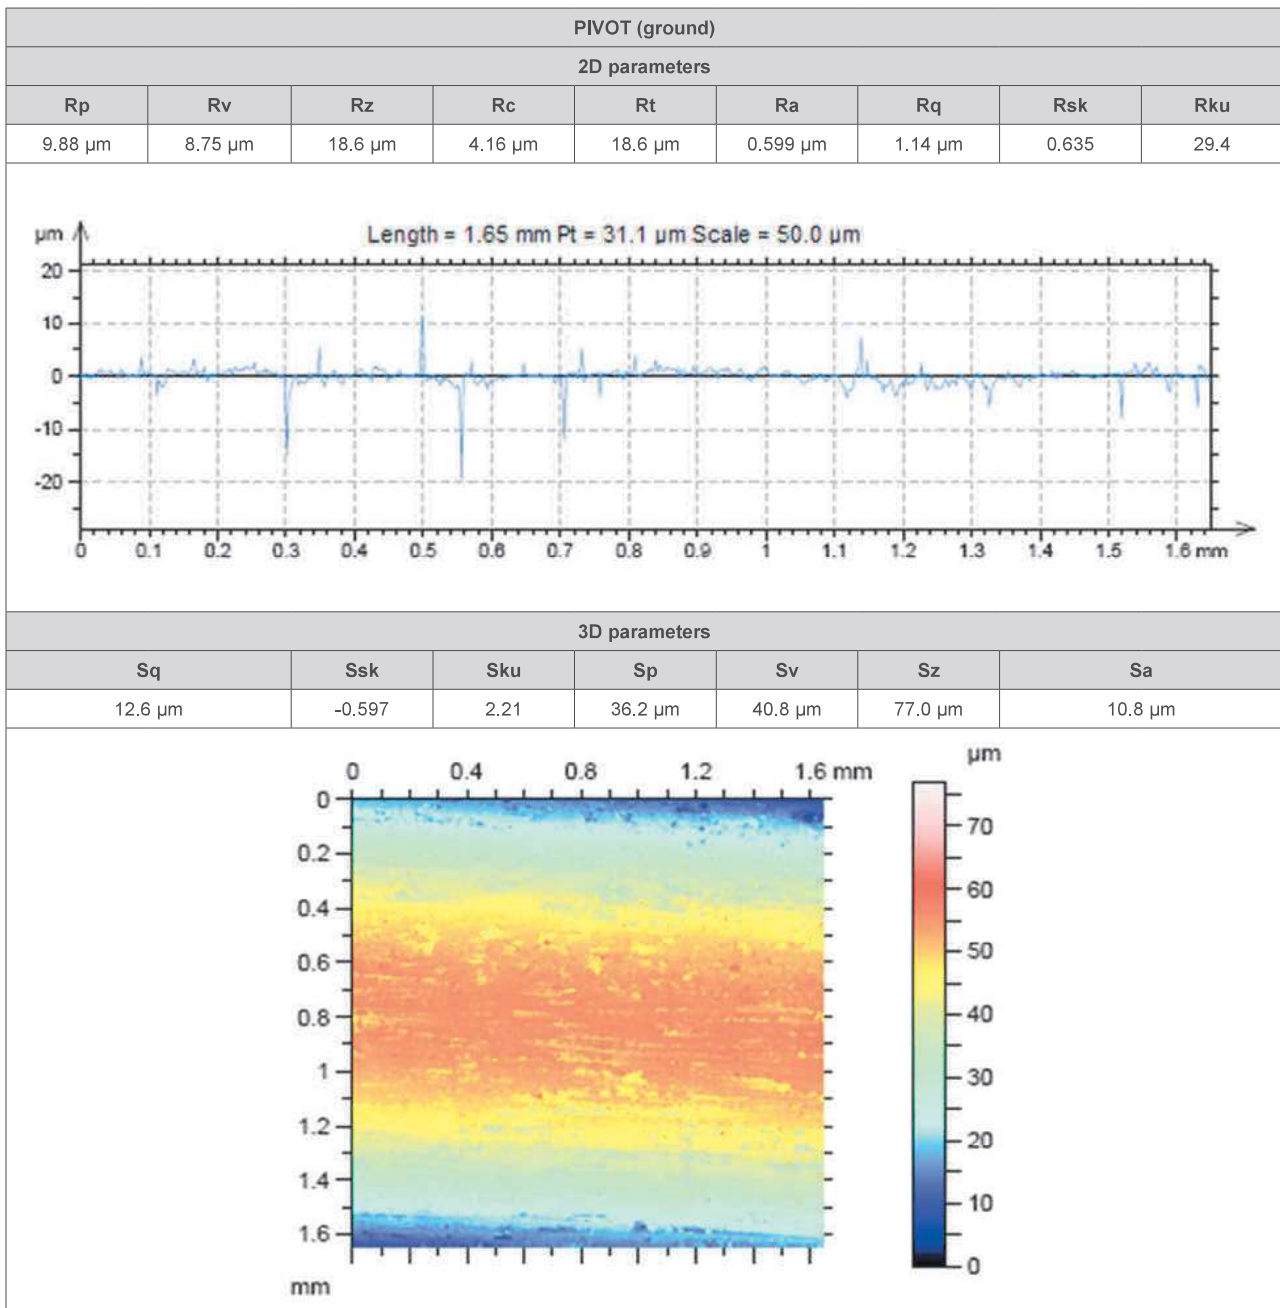 PIVOT (ground)
2D parameters
Rp Rv Rz Rc Rt Ra Rq Rsk Rku
9.88 µm 8.75 µm 18.6 µm 4.16 µm 18.6 µm 0.599 µm 1.14 µm 0.635 29.4
Length = 1.65 mm Pt = 31.1 µm Scale = 50.0 µm
µm
20
10
0
-10
-20
0 0.1 0.2 0.3 0.4 0.5 0.6 0.7 0.8 0.9 1 1.1 1.2 1.3 1.4 1.5 1.6 mm
3D parameters
Sq Ssk Sku Sp Sv Sz Sa
12.6 µm -0.597 2.21 36.2 µm 40.8 µm 77.0 µm 10.8 µm
0 0.4 0.8 1.2 1.6 mm
0
0.2
0.4
0.6
0.8
1
1.2
1.4
1.6
mm
µm
70
60
50
40
30
20
10
0